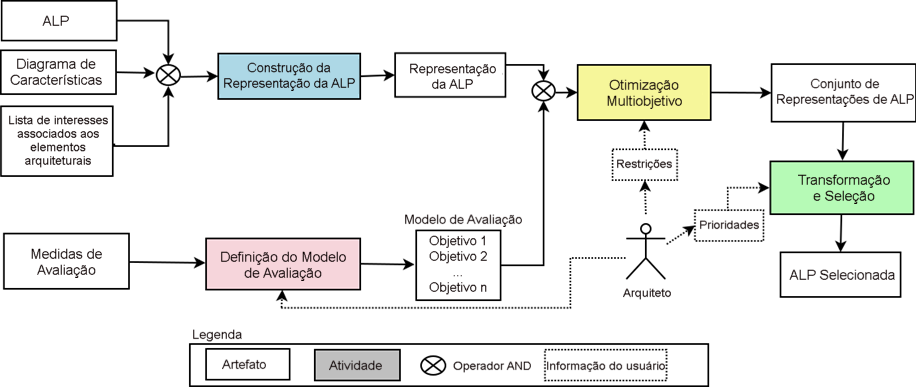 ALP
Diagrama de
Características
Lista de interesses
associados aos
elementos
arquiteturais
Construção da
Representação da ALP
Representação
da ALP
Otimização
Multiobjetivo
Conjunto de
Representações de ALP
Restrições
Transformação
e Seleção
Prioridades
Arquiteto
ALP Selecionada
Medidas de
Avaliação
Definição do Modelo
de Avaliação
Modelo de Avaliação
Objetivo 1
Objetivo 2
...
Objetivo n
Legenda
Artefato
Atividade
Operador AND
Informação do usuário